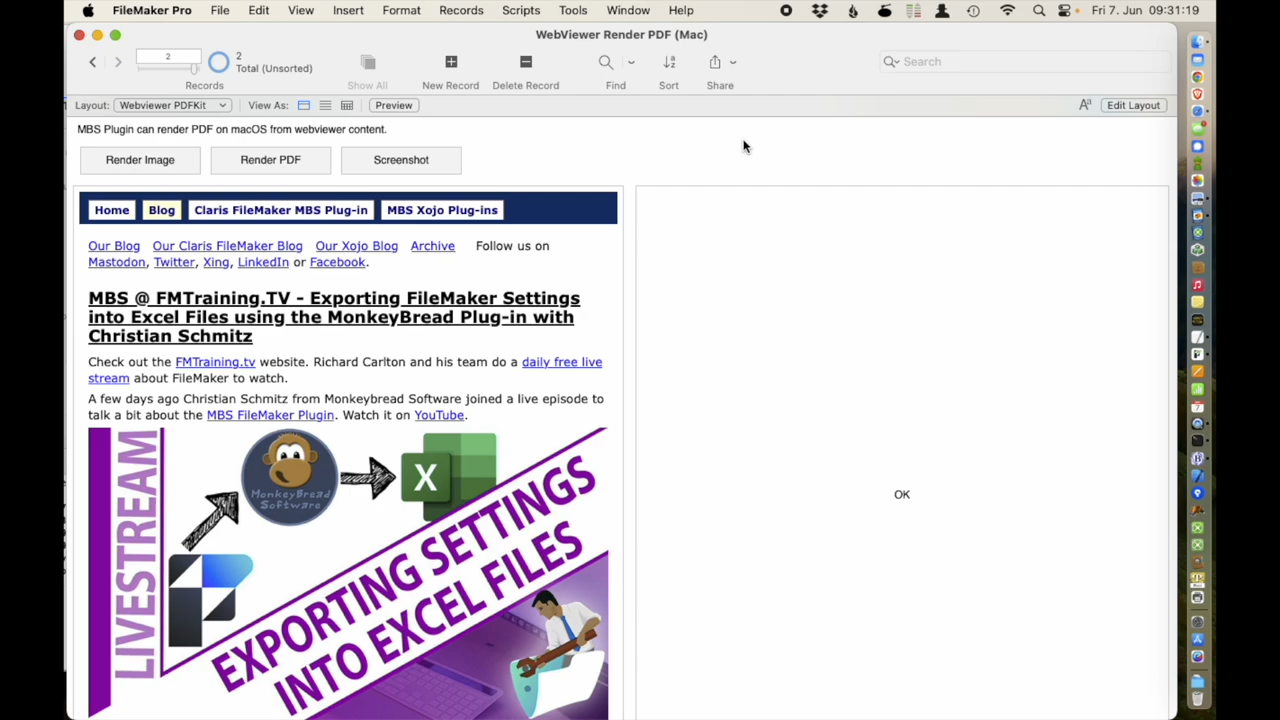 FileMaker Pro File Edit View Insert Format Records Scripts Tools Window Help Fri 7. Jun 09:31:19
WebViewer Render PDF (Mac)
2
2
Total (Unsorted)
Search
Records Show All New Record Delete Record Find Sort Share
Layout: Webviewer PDFKit View As: Preview Aª Edit Layout
MBS Plugin can render PDF on macOS from webviewer content.
Render Image Render PDF Screenshot
Home Blog Claris FileMaker MBS Plug-in MBS Xojo Plug-ins
Our Blog Our Claris FileMaker Blog Our Xojo Blog Archive Follow us on
Mastodon, Twitter, Xing, LinkedIn or Facebook.
MBS @ FMTraining.TV - Exporting FileMaker Settings
into Excel Files using the MonkeyBread Plug-in with
Christian Schmitz
Check out the FMTraining.tv website. Richard Carlton and his team do a daily free live
stream about FileMaker to watch.
A few days ago Christian Schmitz from Monkeybread Software joined a live episode to
talk a bit about the MBS FileMaker Plugin. Watch it on YouTube.
LIVESTREAM
MonkeyBread
Software
X
EXPORTING SETTINGS
INTO EXCEL FILES
OK